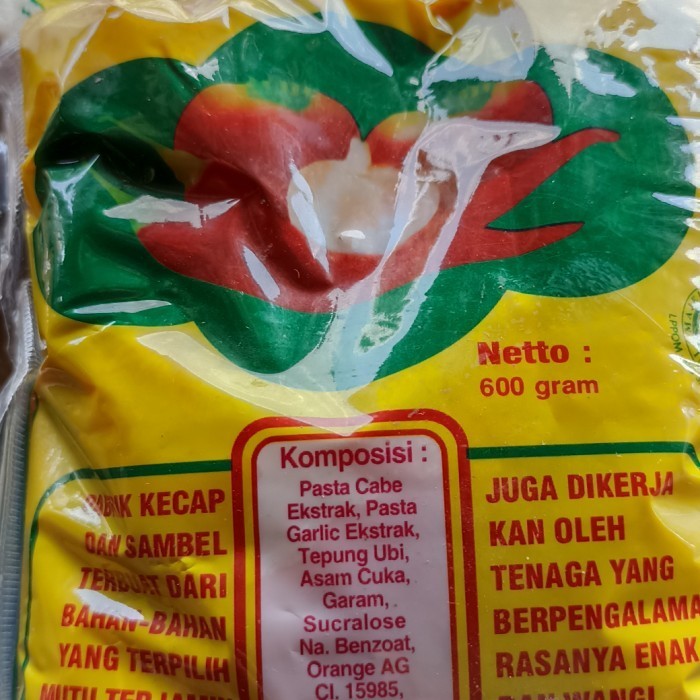 Netto :
600 gram
Komposisi :
Pasta Cabe
Ekstrak, Pasta
Garlic Ekstrak,
Tepung Ubi,
Asam Cuka,
Garam,
Sucralose
Na. Benzoat,
Orange AG
CI. 15985,
KECAP
DAN SAMBEL
TERBUAT DARI
BAHAN-BAHAN
YANG TERPILIH
JUGA DIKERJA
KAN OLEH
TENAGA YANG
BERPENGALAMA
RASANYA ENAK
LPPOM